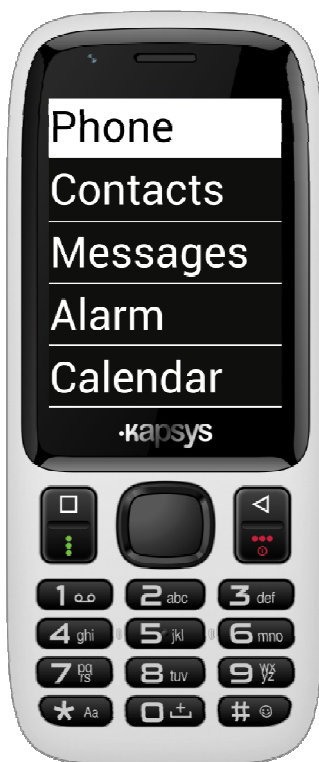 Phone
Contacts
Messages
Alarm
Calendar
·Kapsys
1 2 abc 3 def
4 ghi 5 jkl 6 mno
7 pqrs 8 tuv 9 wxyz
* Aa 0 + # ☺